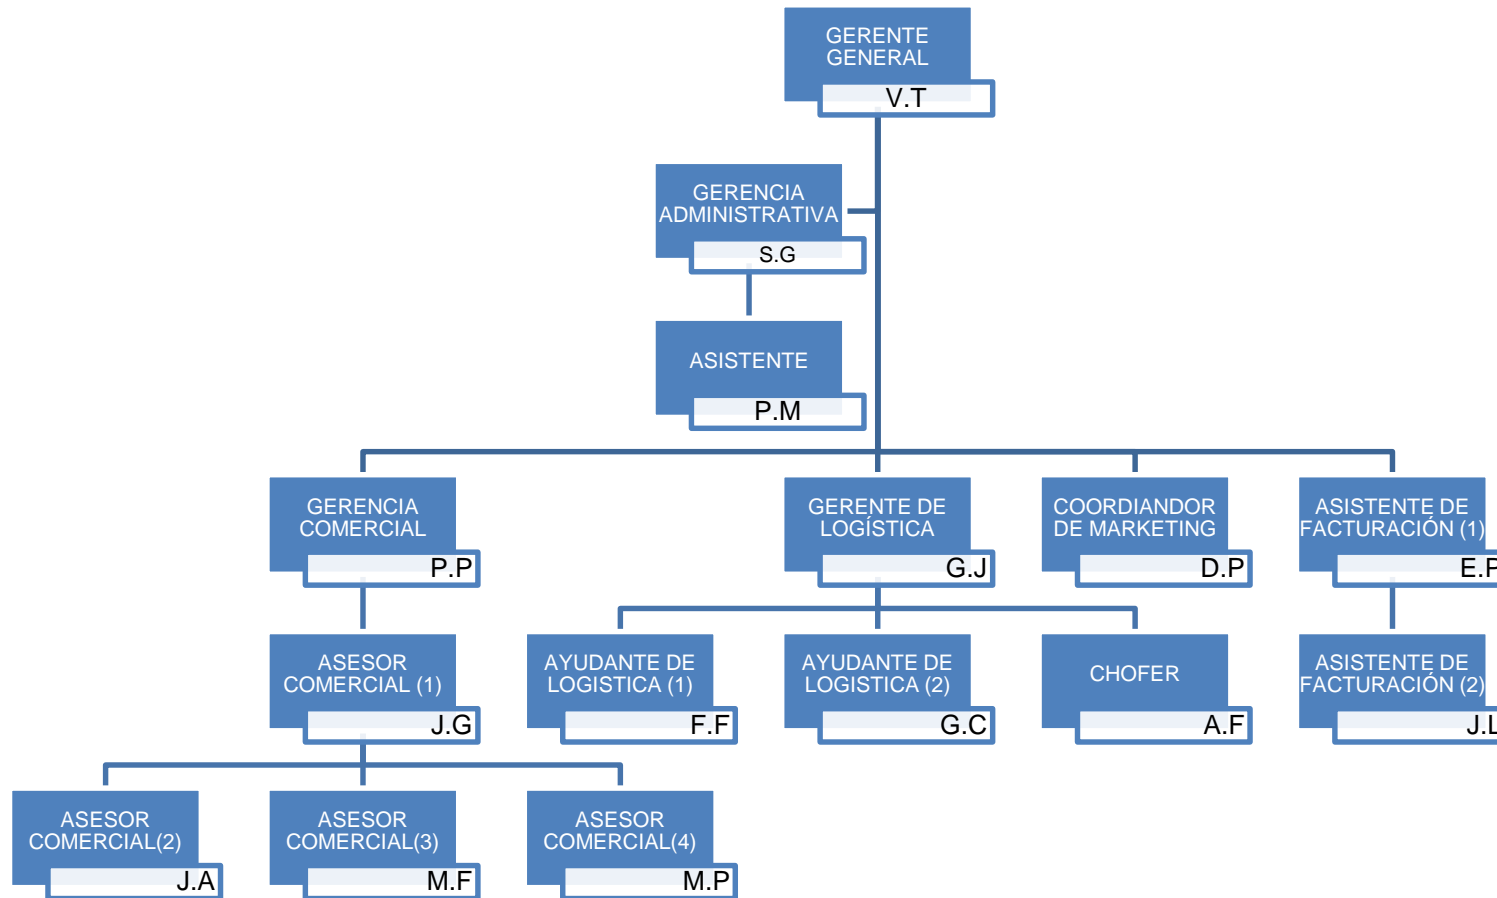 GERENTE
GENERAL
V.T
GERENCIA
ADMINISTRATIVA
S.G
ASISTENTE
P.M
GERENCIA
COMERCIAL
P.P
GERENTE DE
LOGÍSTICA
G.J
COORDIANDOR
DE MARKETING
D.P
ASISTENTE DE
FACTURACIÓN (1)
E.P
ASESOR
COMERCIAL (1)
J.G
AYUDANTE DE
LOGISTICA (1)
F.F
AYUDANTE DE
LOGISTICA (2)
G.C
CHOFER
A.F
ASISTENTE DE
FACTURACIÓN (2)
J.L
ASESOR
COMERCIAL(2)
J.A
ASESOR
COMERCIAL(3)
M.F
ASESOR
COMERCIAL(4)
M.P